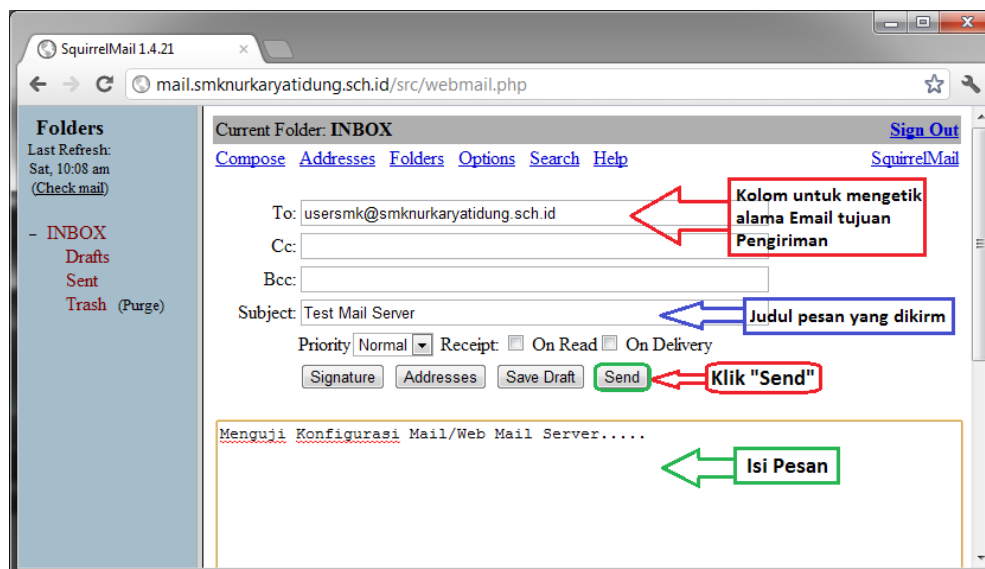 SquirrelMail 1.4.21
mail.smknurkaryatidung.sch.id/src/webmail.php
Folders
Last Refresh:
Sat, 10:08 am
(Check mail)
- INBOX
Drafts
Sent
Trash (Purge)
Current Folder: INBOX
Sign Out
Compose Addresses Folders Options Search Help
SquirrelMail
To: usersmk@smknurkaryatidung.sch.id
Kolom untuk mengetik
alama Email tujuan
Pengiriman
Cc:
Bcc:
Subject: Test Mail Server
Judul pesan yang dikirm
Priority Normal Receipt: On Read On Delivery
Signature Addresses Save Draft Send
Klik "Send"
Menguji Konfigurasi Mail/Web Mail Server.....
Isi Pesan